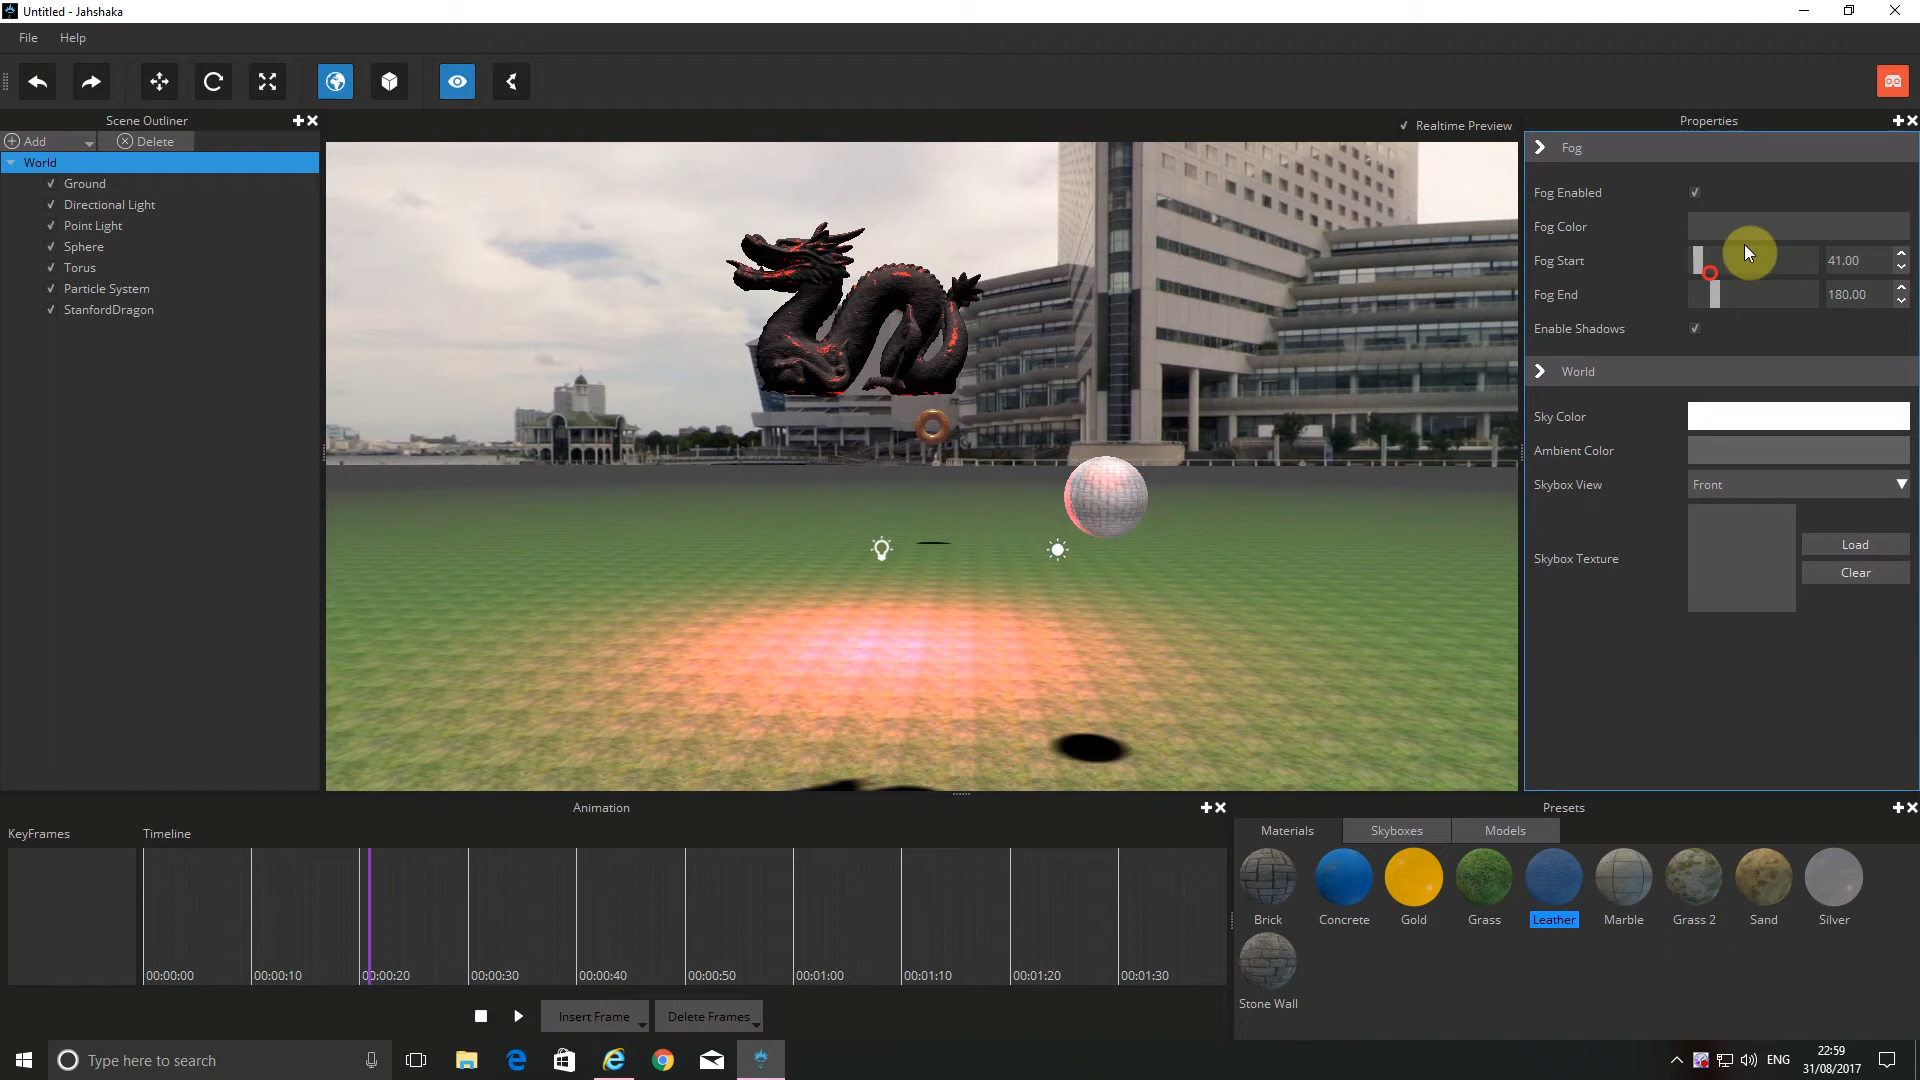 Untitled - Jahshaka
File Help
Scene Outliner
Add Delete
World
Ground
Directional Light
Point Light
Sphere
Torus
Particle System
StanfordDragon
Realtime Preview
Properties
Fog
Fog Enabled
Fog Color
Fog Start 41.00
Fog End 180.00
Enable Shadows
World
Sky Color
Ambient Color
Skybox View Front
Skybox Texture
Load
Clear
Animation
KeyFrames Timeline
00:00:00 00:00:10 00:00:20 00:00:30 00:00:40 00:00:50 00:01:00 00:01:10 00:01:20 00:01:30
Insert Frame Delete Frames
Presets
Materials Skyboxes Models
Brick Concrete Gold Grass Leather Marble Grass 2 Sand Silver
Stone Wall
Type here to search
ENG
22:59
31/08/2017